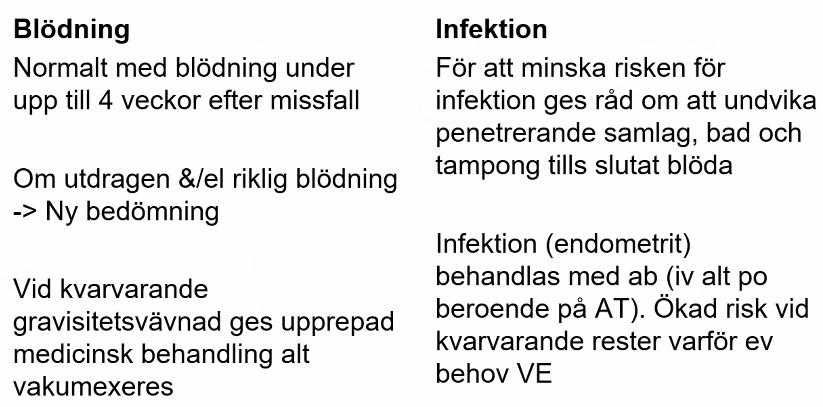 Blödning
Normalt med blödning under
upp till 4 veckor efter missfall
Om utdragen &/el riklig blödning
-> Ny bedömning
Vid kvarvarande
gravisitetsvävnad ges upprepad
medicinsk behandling alt
vakumexeres
Infektion
För att minska risken för
infektion ges råd om att undvika
penetrerande samlag, bad och
tampong tills slutat blöda
Infektion (endometrit)
behandlas med ab (iv alt po
beroende på AT). Ökad risk vid
kvarvarande rester varför ev
behov VE